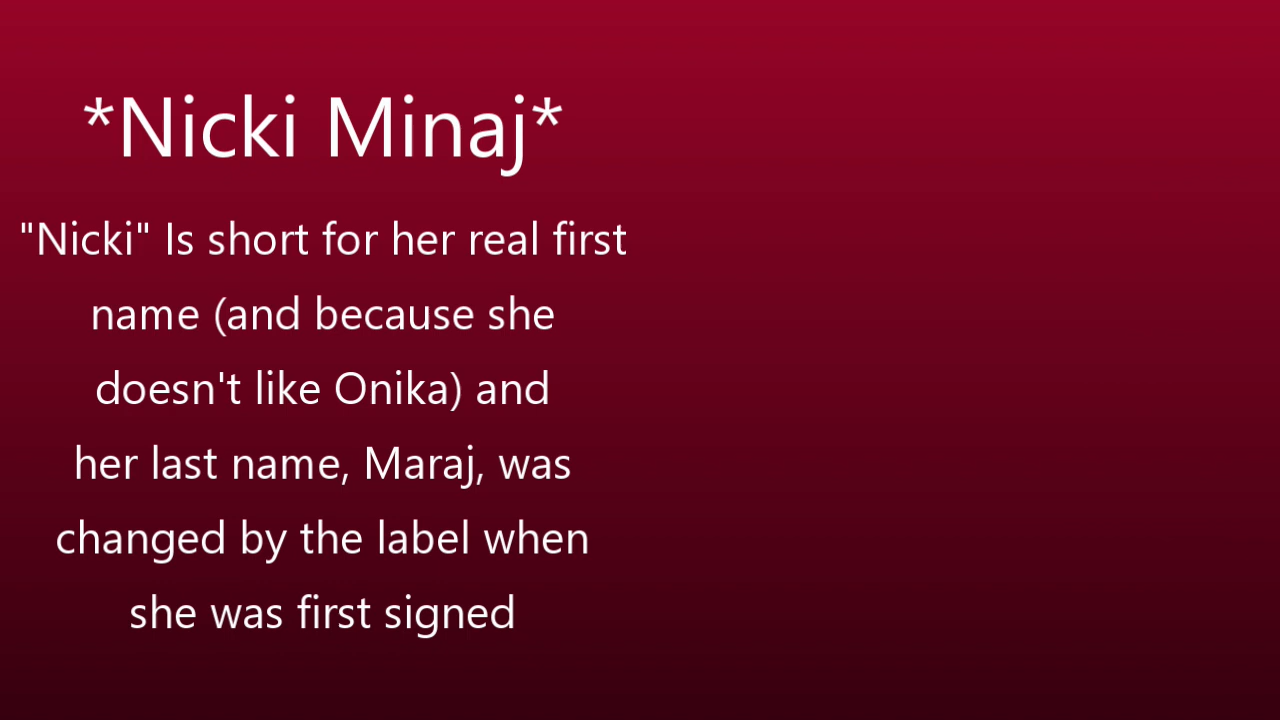 *Nicki Minaj*
"Nicki" Is short for her real first
name (and because she
doesn't like Onika) and
her last name, Maraj, was
changed by the label when
she was first signed